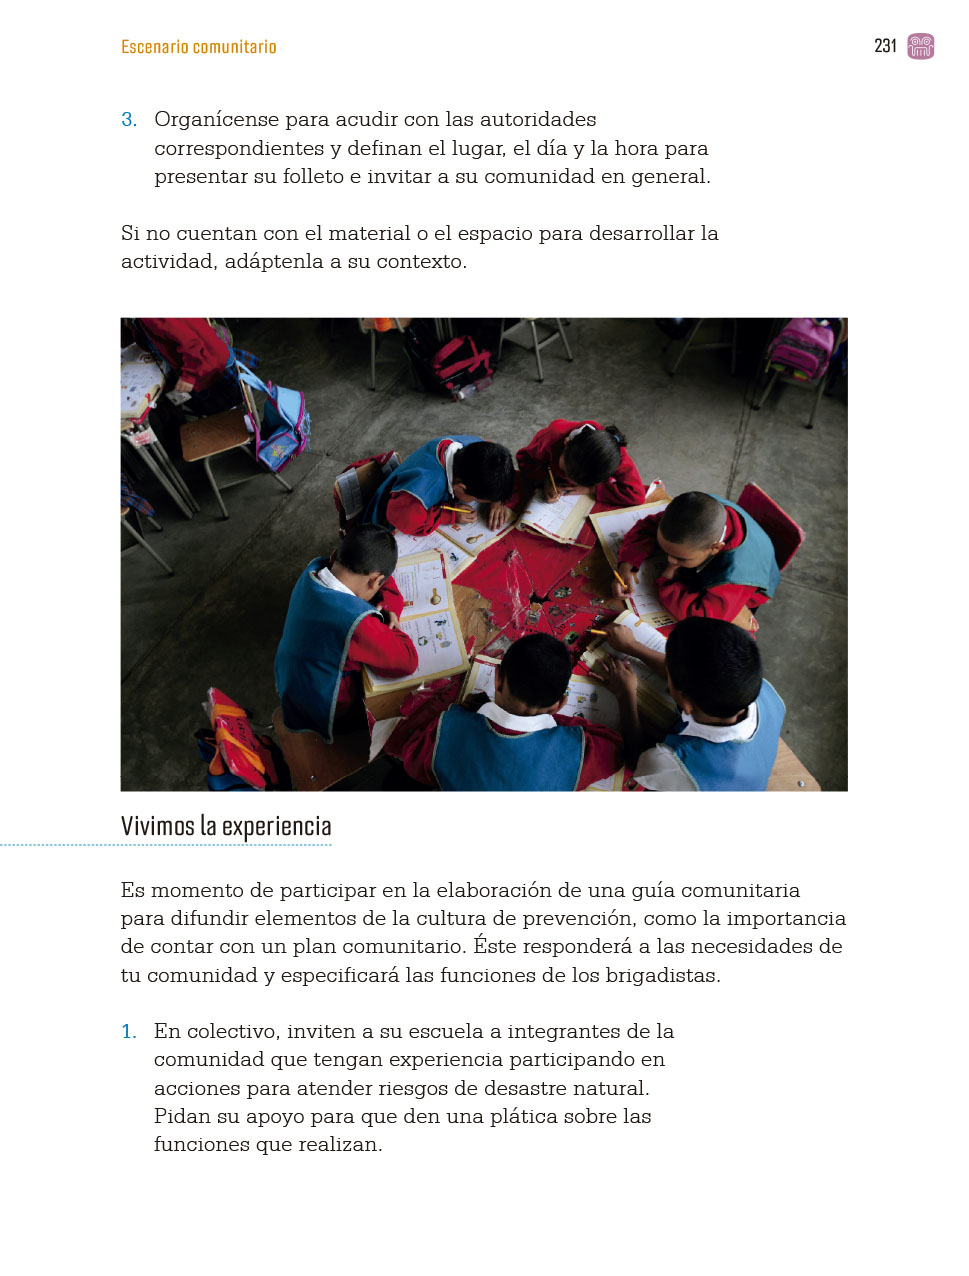 Escenario comunitario
231
3. Organícense para acudir con las autoridades
correspondientes y definan el lugar, el día y la hora para
presentar su folleto e invitar a su comunidad en general.
Si no cuentan con el material o el espacio para desarrollar la
actividad, adáptenla a su contexto.
Vivimos la experiencia
Es momento de participar en la elaboración de una guía comunitaria
para difundir elementos de la cultura de prevención, como la importancia
de contar con un plan comunitario. Éste responderá a las necesidades de
tu comunidad y especificará las funciones de los brigadistas.
1. En colectivo, inviten a su escuela a integrantes de la
comunidad que tengan experiencia participando en
acciones para atender riesgos de desastre natural.
Pidan su apoyo para que den una plática sobre las
funciones que realizan.